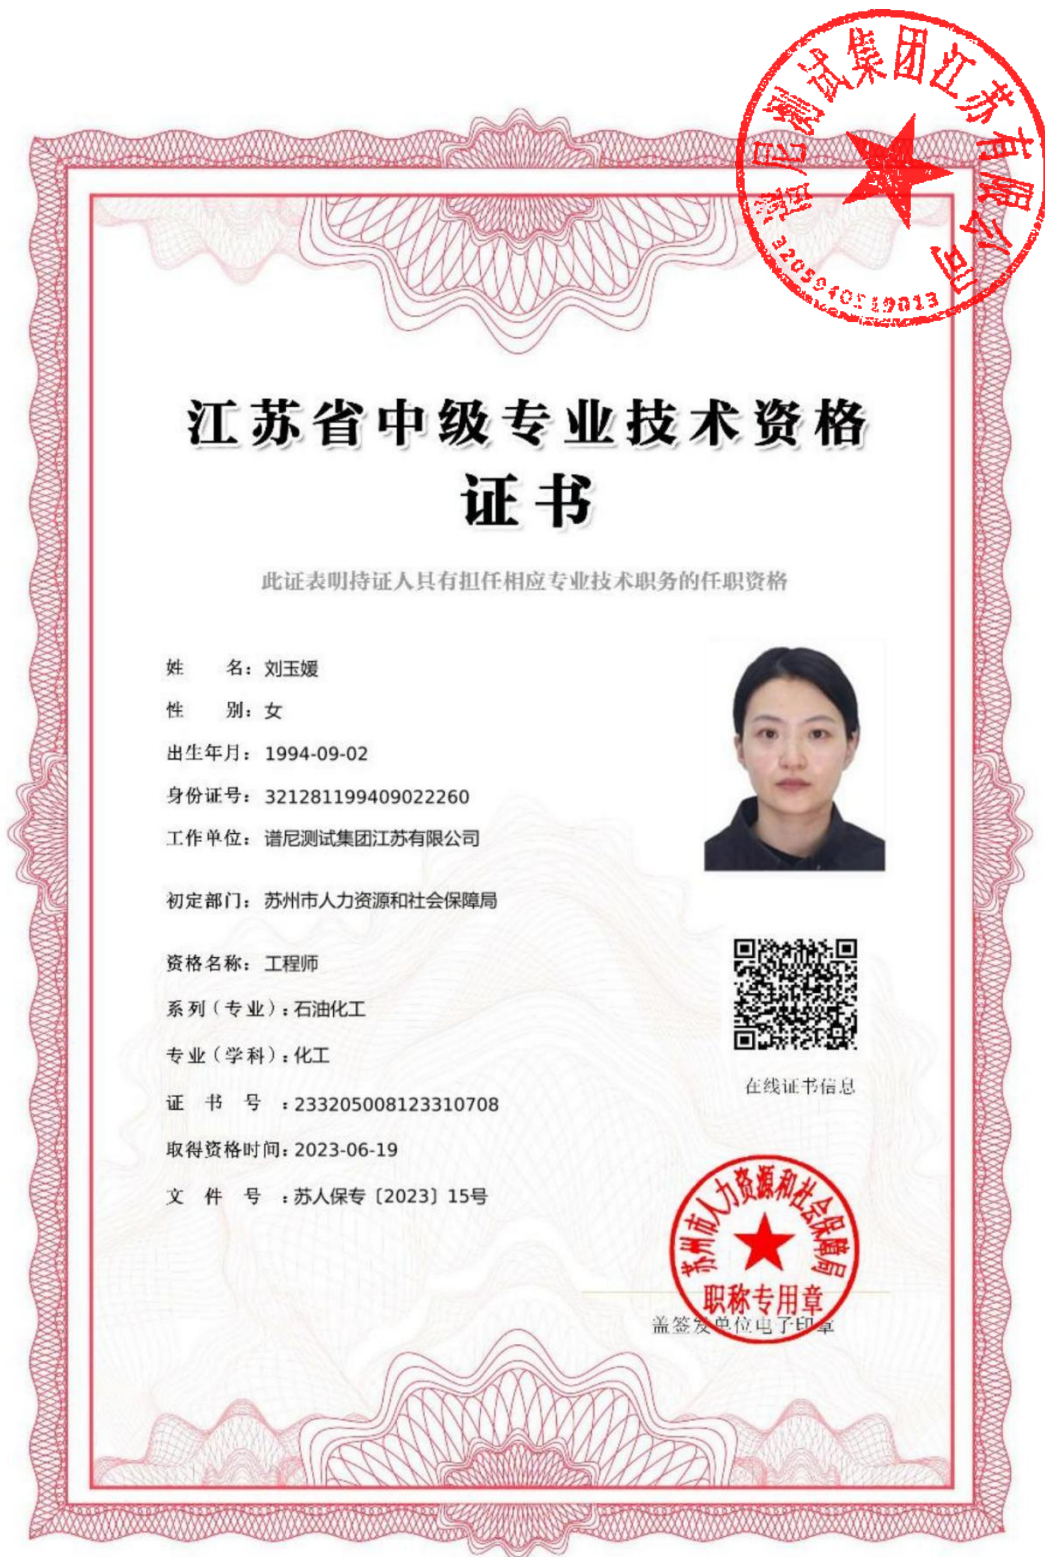 谱尼测试集团江苏有限公司
江苏省中级专业技术资格
证书
此证表明持证人具有担任相应专业技术职务的任职资格
姓 名：刘玉媛
性 别：女
出生年月：1994-09-02
身份证号：321281199409022260
工作单位：谱尼测试集团江苏有限公司
初定部门：苏州市人力资源和社会保障局
资格名称：工程师
系列（专业）：石油化工
专业（学科）：化工
证 书 号 ：233205008123310708
取得资格时间：2023-06-19
文 件 号 ：苏人保专〔2023〕15号
在线证书信息
苏州市人力资源和社会保障局
职称专用章
盖签发单位电子印章